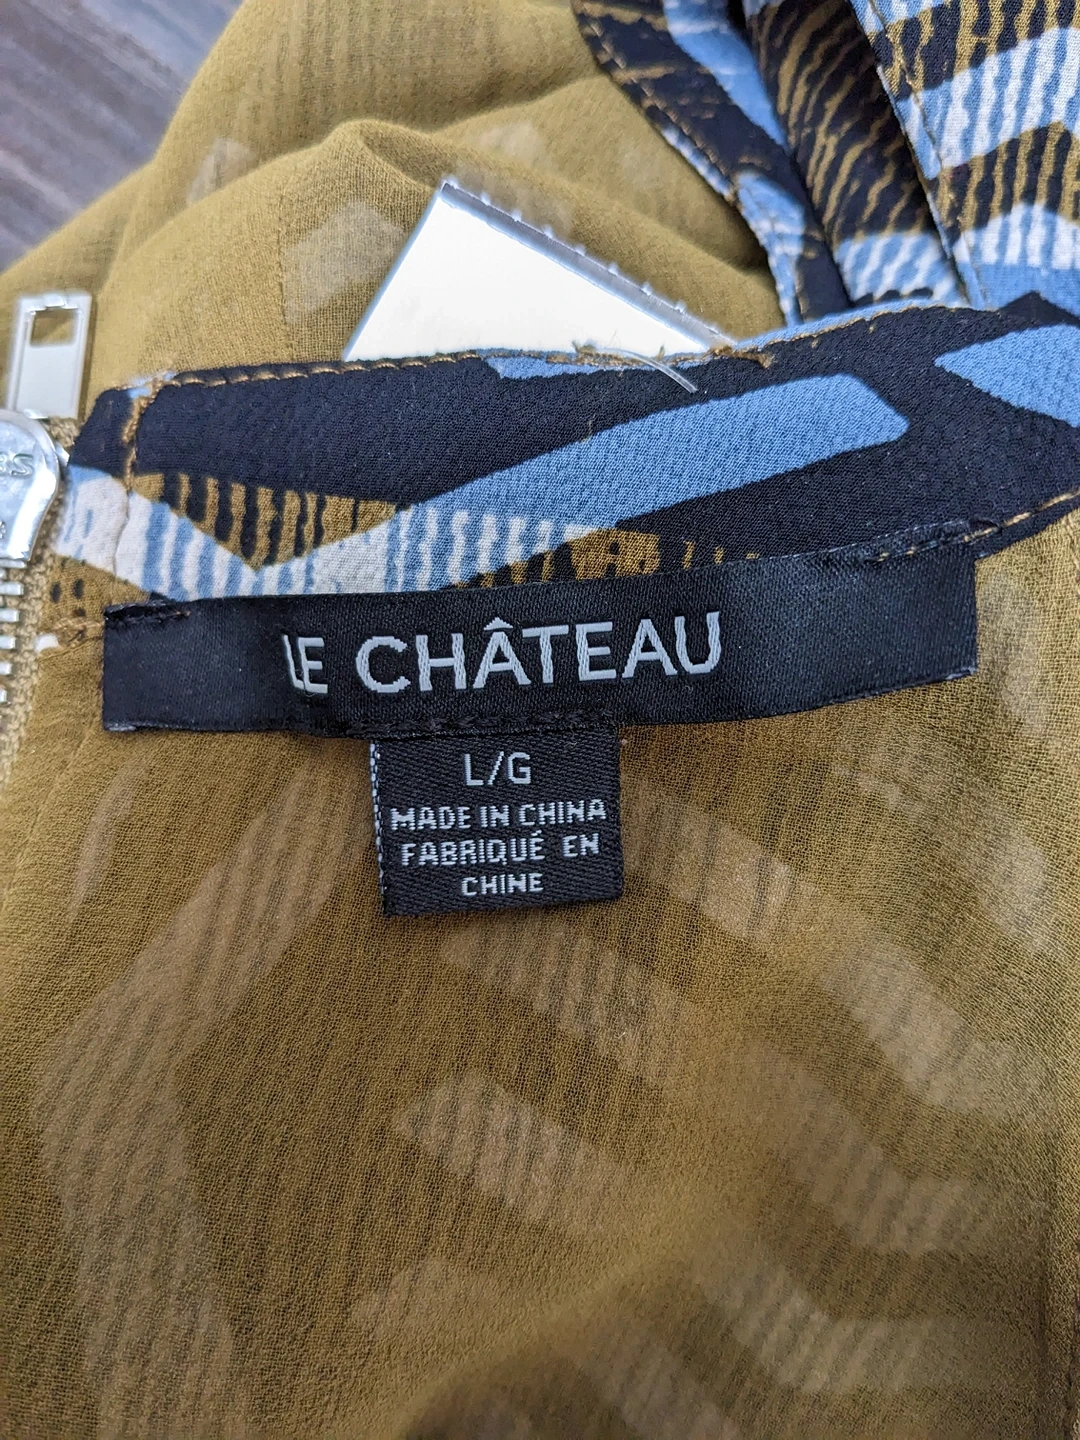 LE CHÂTEAU
L/G
MADE IN CHINA
FABRIQUÉ EN
CHINE